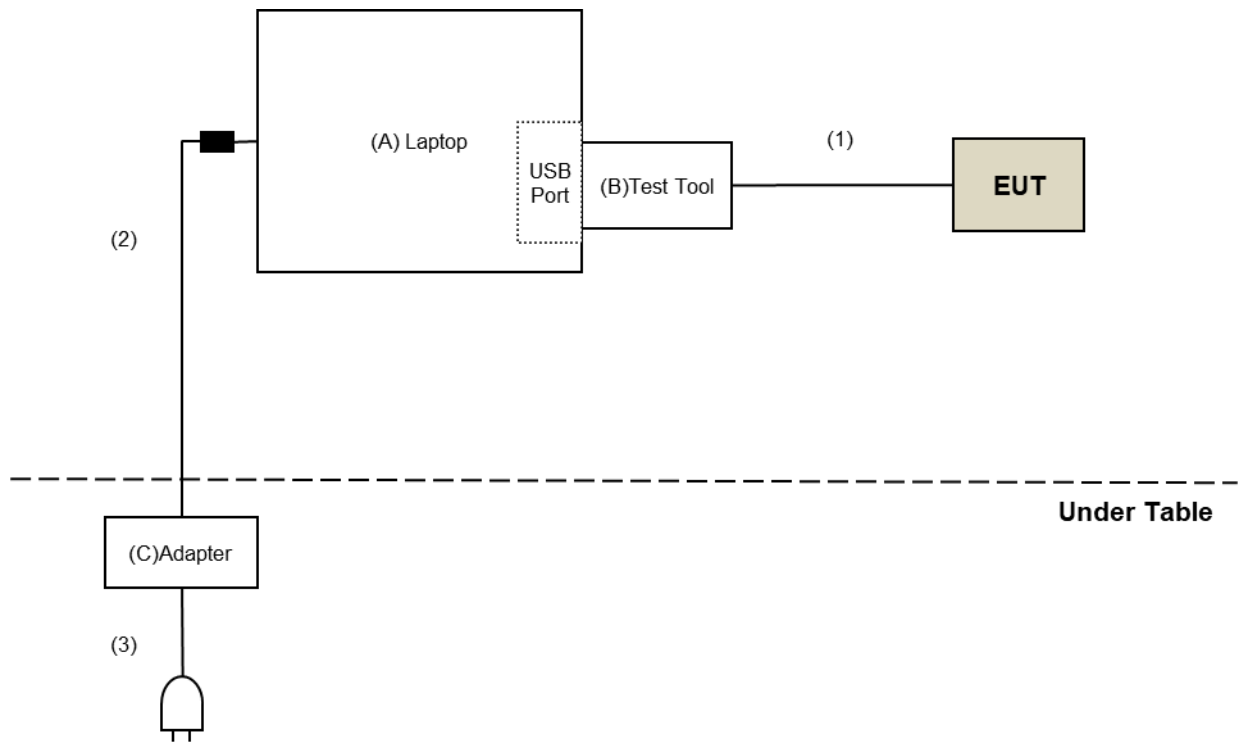 (A) Laptop
USB
Port
(B)Test Tool
(1)
EUT
(2)
Under Table
(C)Adapter
(3)